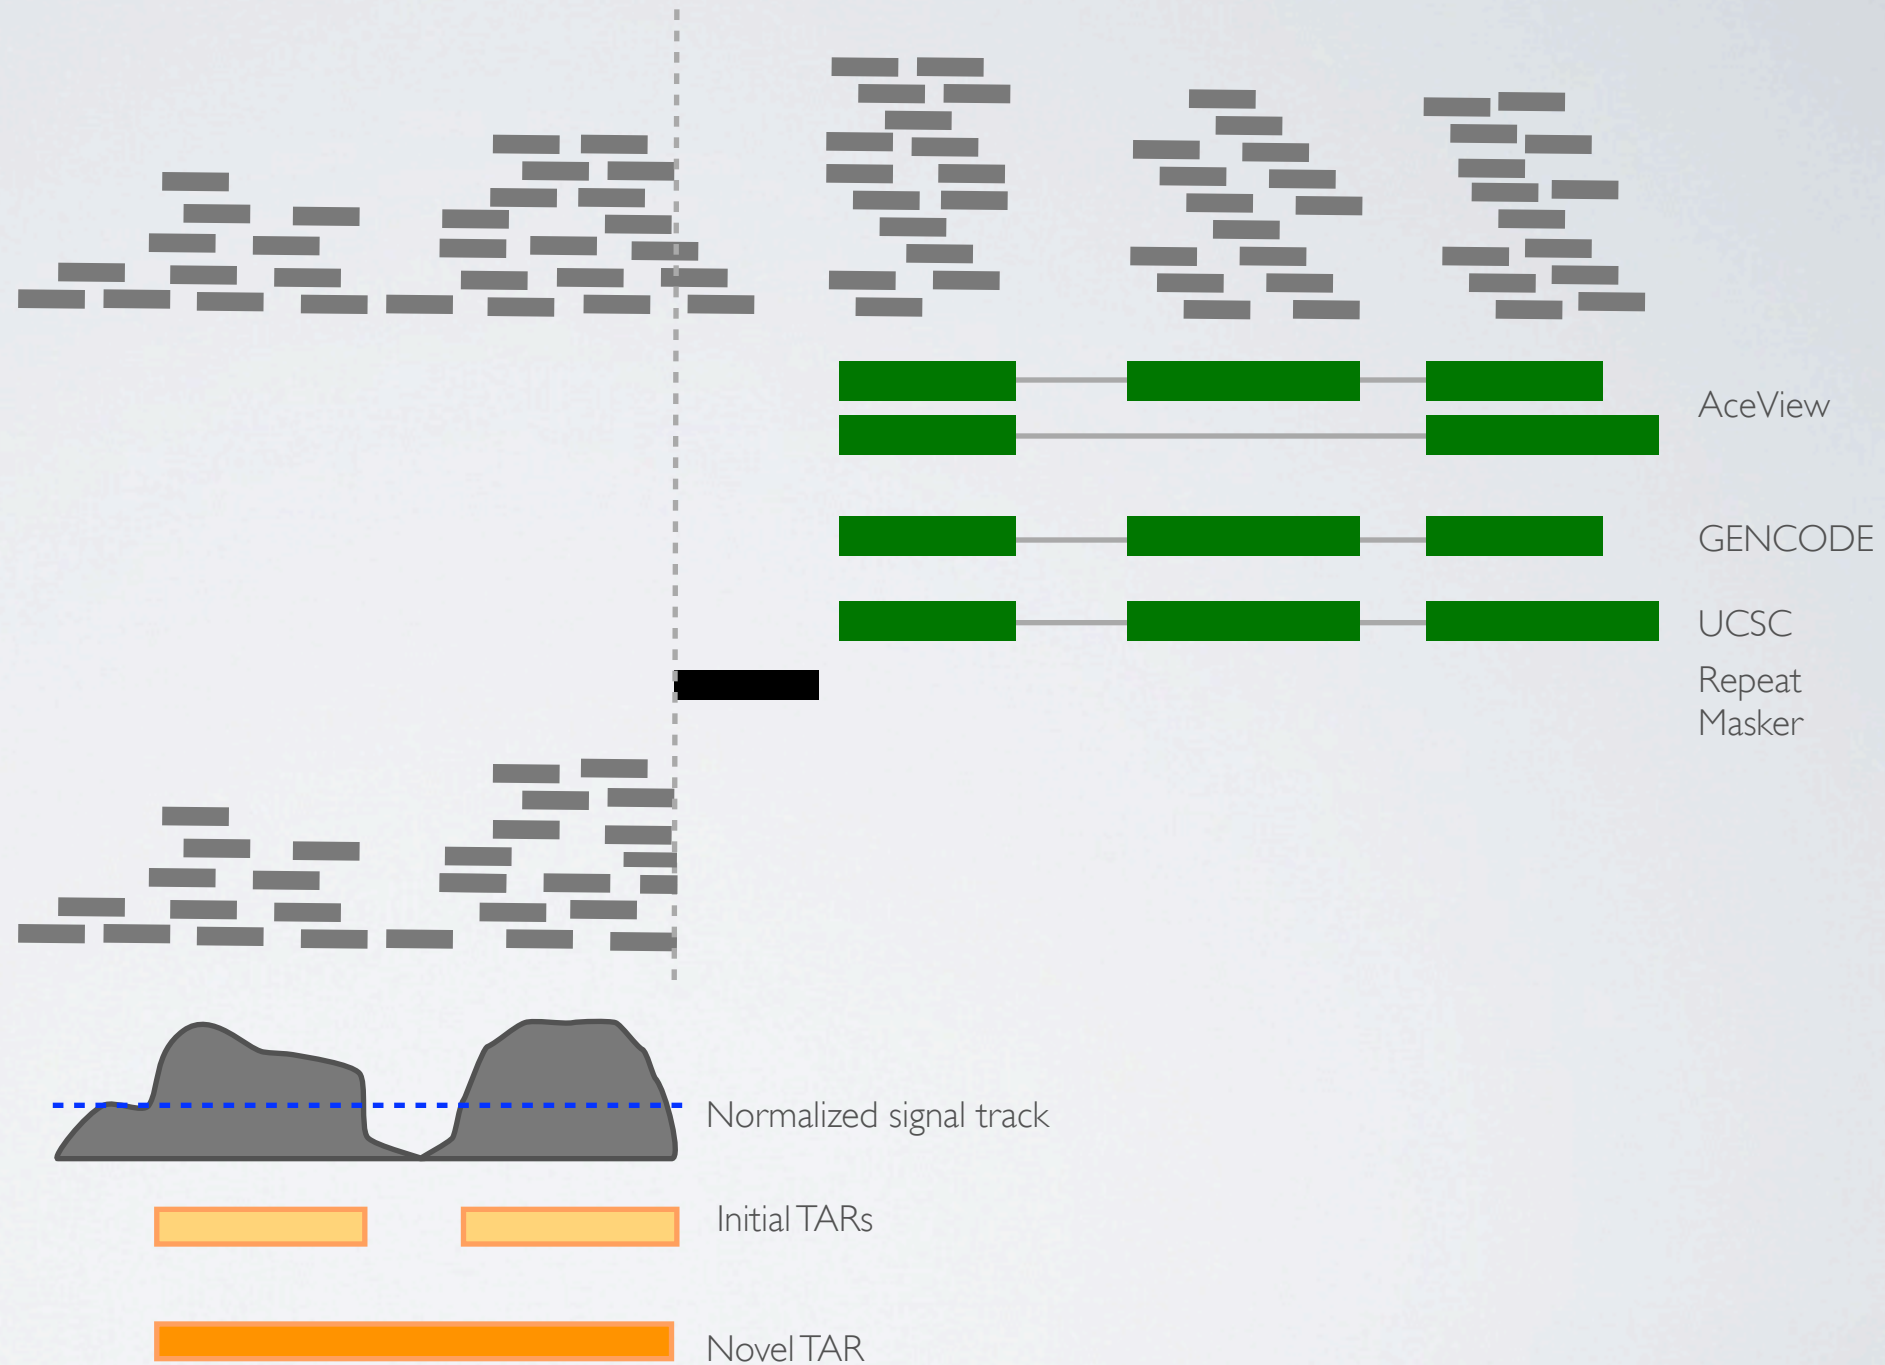 AceView
GENCODE
UCSC
Repeat
Masker
Normalized signal track
Initial TARs
Novel TAR